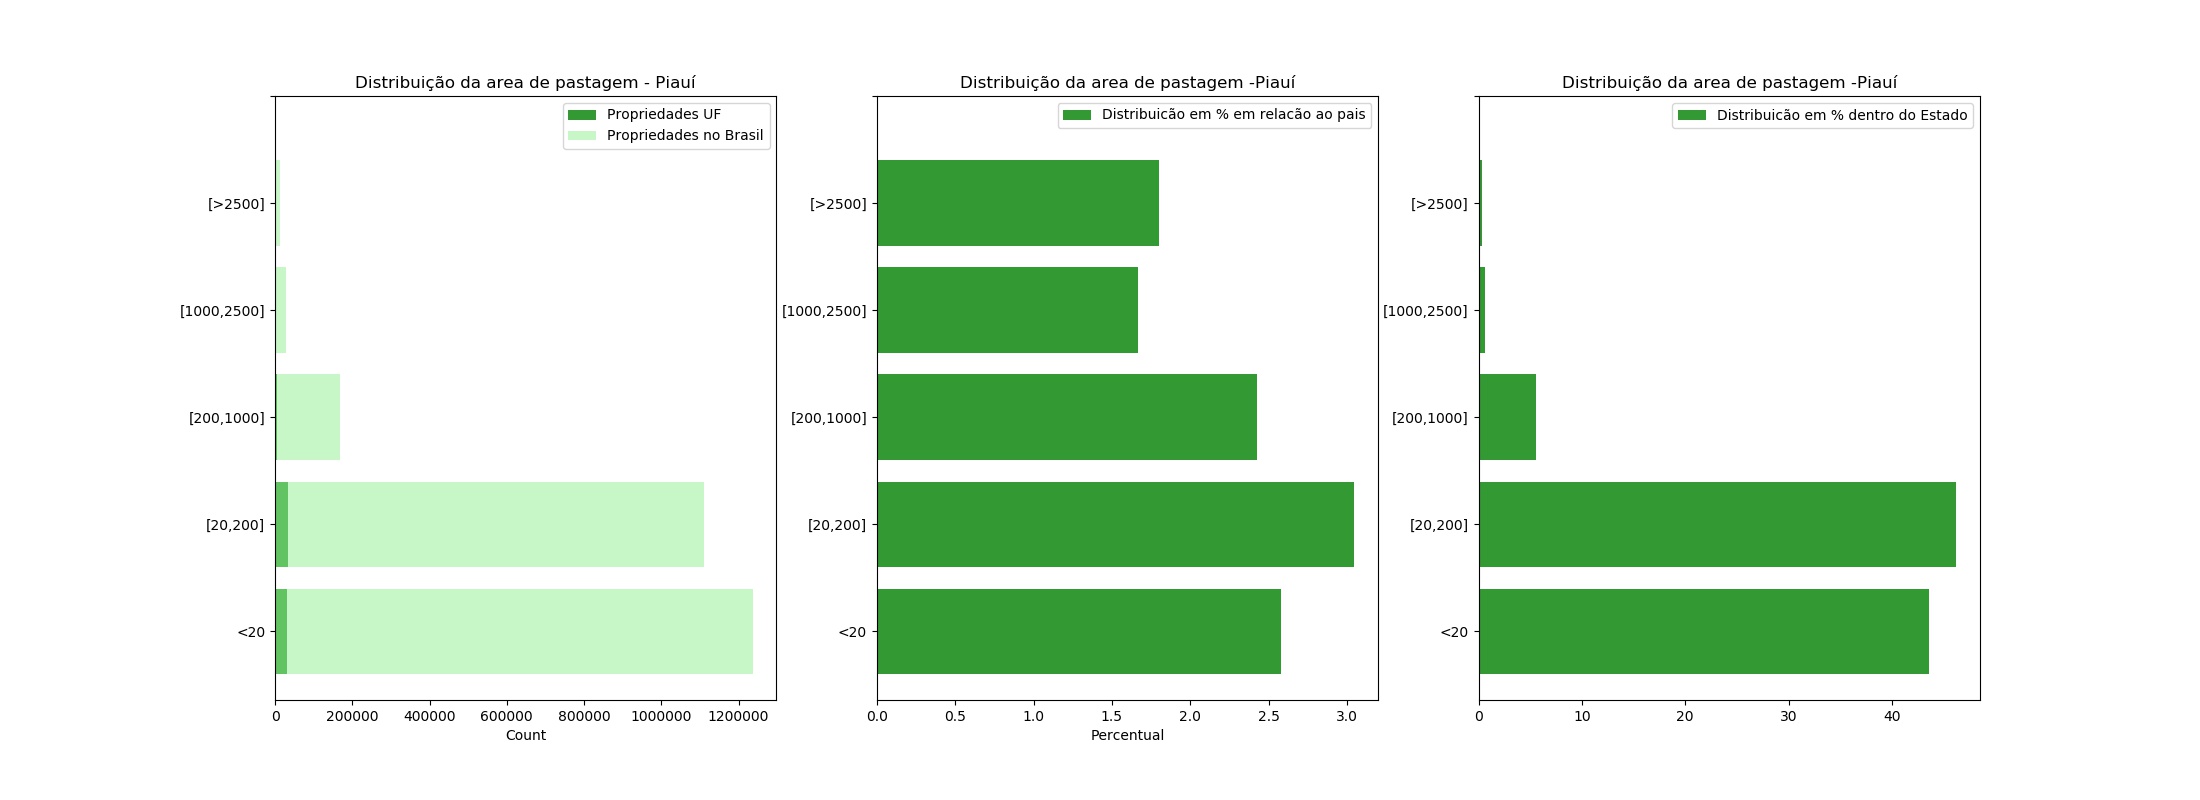 Distribuição da area de pastagem - Piauí
Propriedades UF
Propriedades no Brasil
[>2500]
[1000,2500]
[200,1000]
[20,200]
<20
0 200000 400000 600000 800000 1000000 1200000
Count
Distribuição da area de pastagem -Piauí
Distribuicão em % em relacão ao pais
[>2500]
[1000,2500]
[200,1000]
[20,200]
<20
0.0 0.5 1.0 1.5 2.0 2.5 3.0
Percentual
Distribuição da area de pastagem -Piauí
Distribuicão em % dentro do Estado
[>2500]
[1000,2500]
[200,1000]
[20,200]
<20
0 10 20 30 40